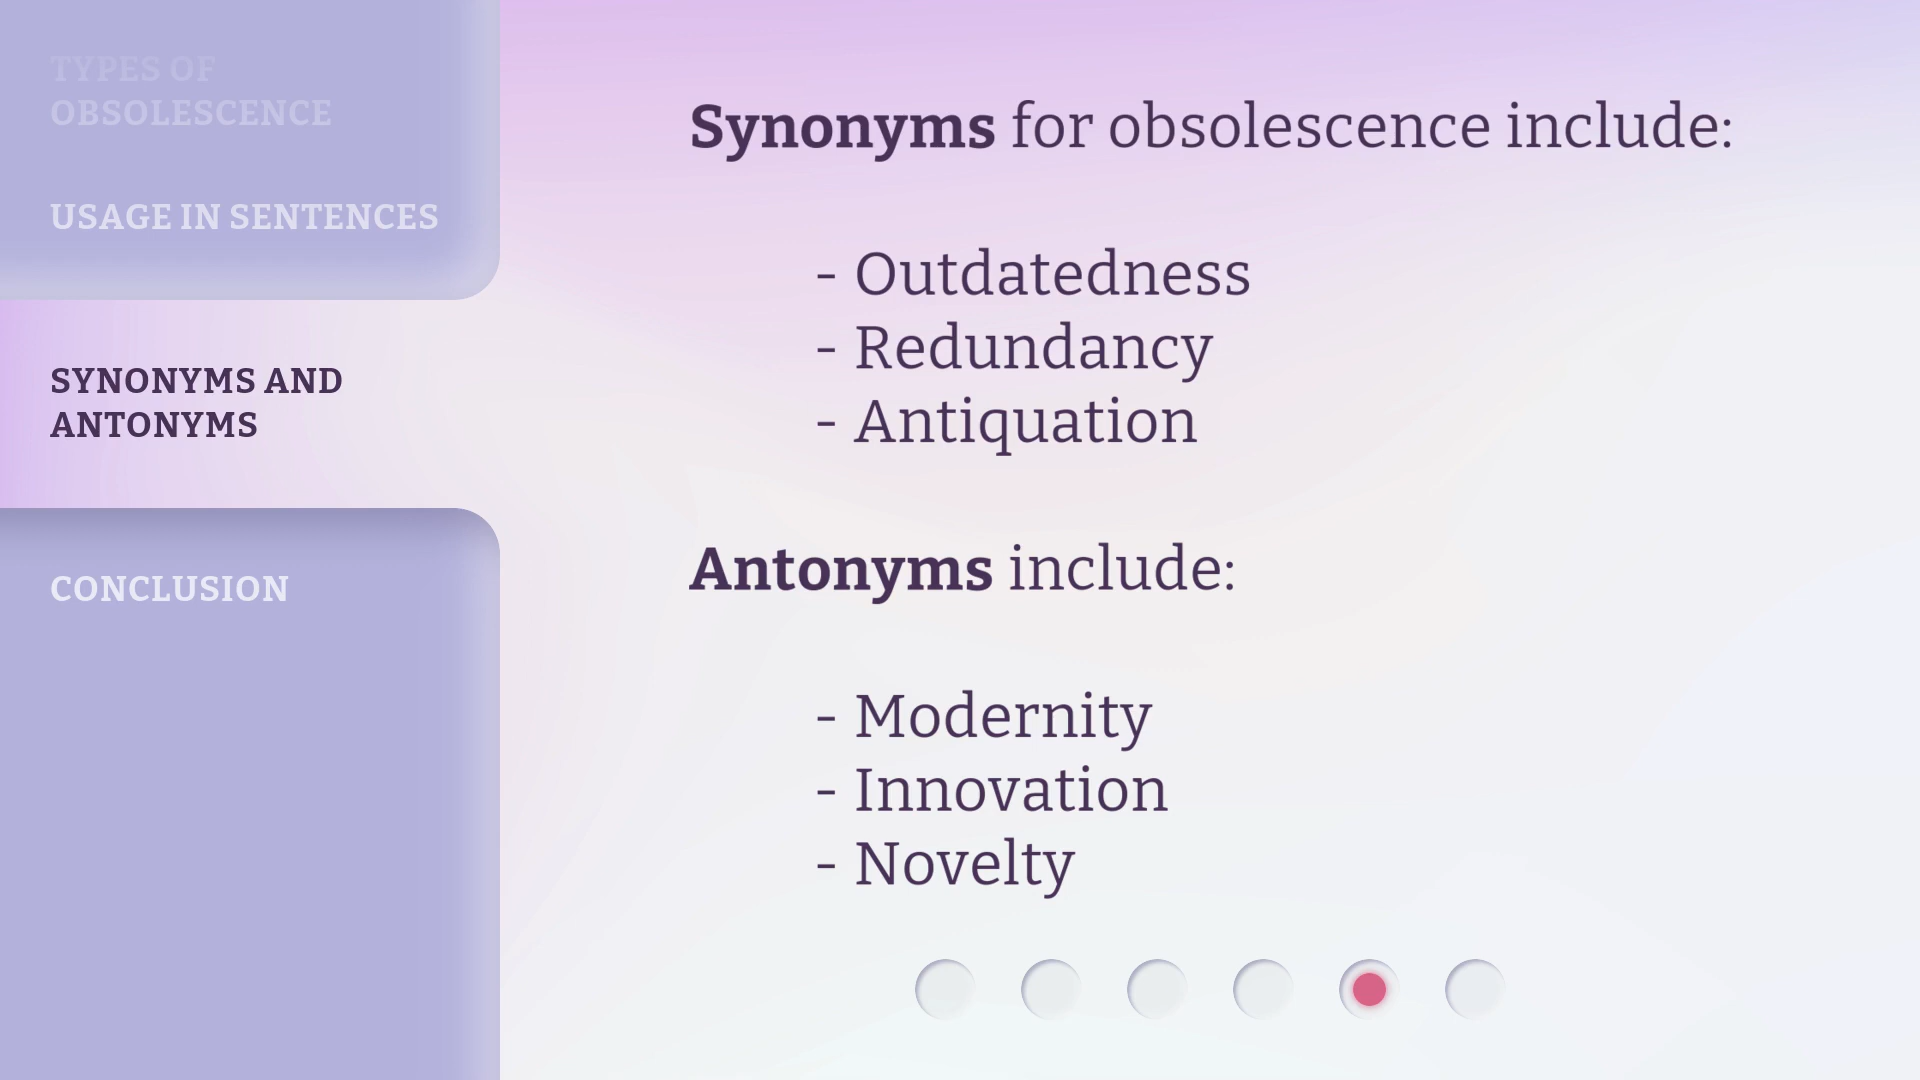 TYPES OF
OBSOLESCENCE
USAGE IN SENTENCES
SYNONYMS AND
ANTONYMS
CONCLUSION
Synonyms for obsolescence include:
- Outdatedness
- Redundancy
- Antiquation
Antonyms include:
- Modernity
- Innovation
- Novelty